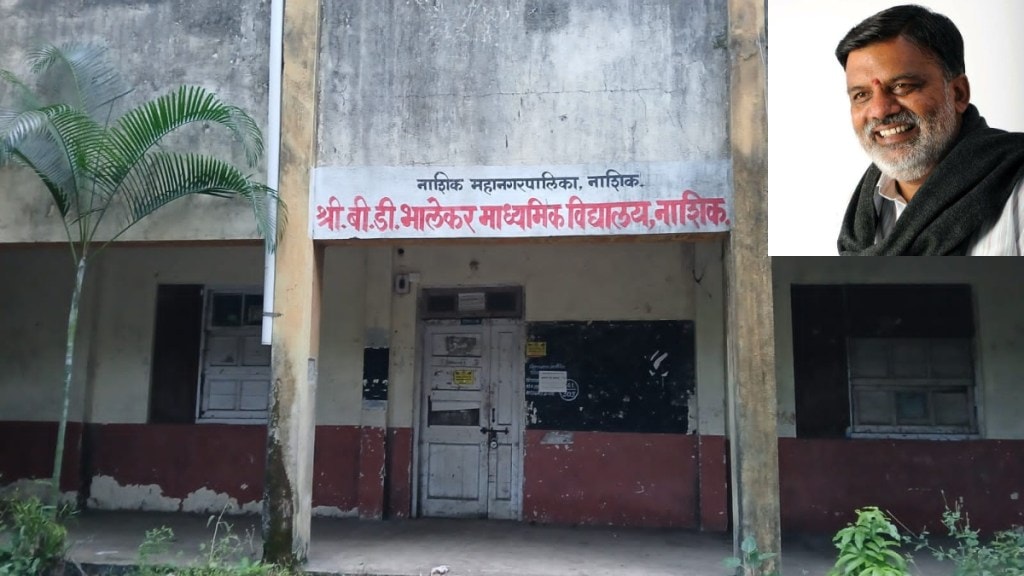 नाशिक महानगरपालिका, नाशिक.
श्री.बी.डी.भालेकर माध्यमिक विद्यालय,नाशिक.